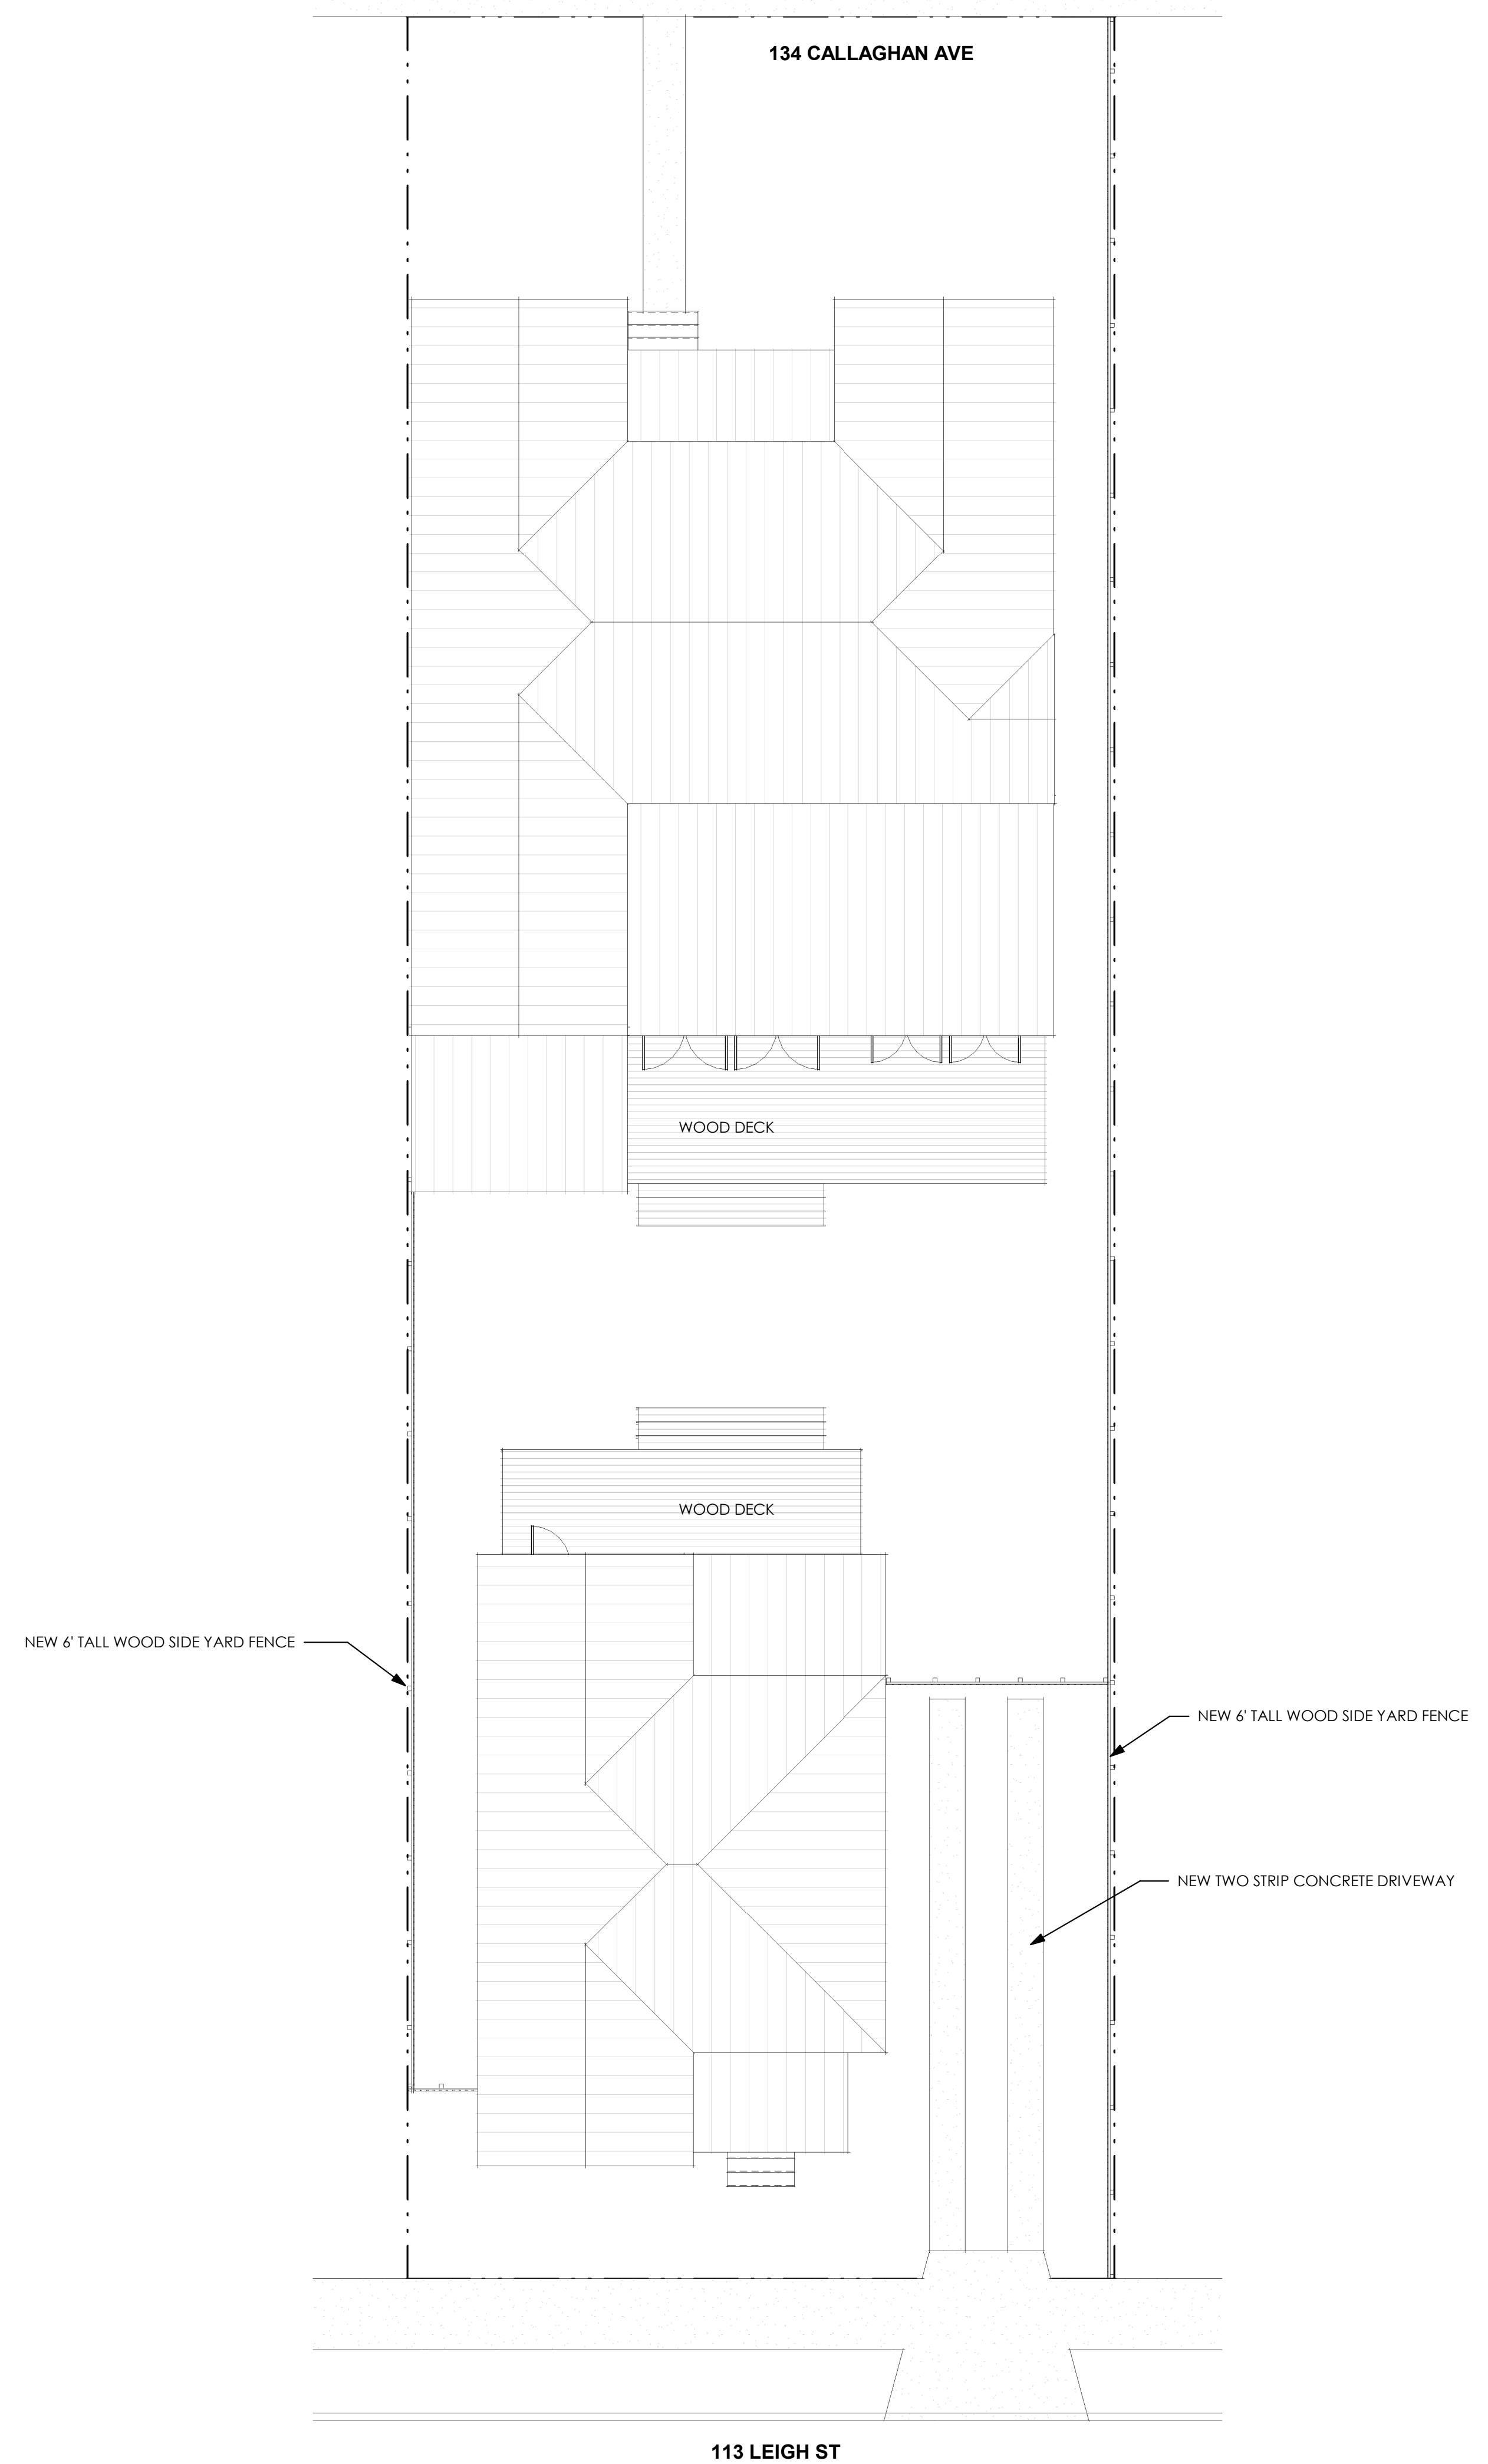 134 CALLAGHAN AVE
WOOD DECK
WOOD DECK
NEW 6' TALL WOOD SIDE YARD FENCE
NEW 6' TALL WOOD SIDE YARD FENCE
NEW TWO STRIP CONCRETE DRIVEWAY
113 LEIGH ST